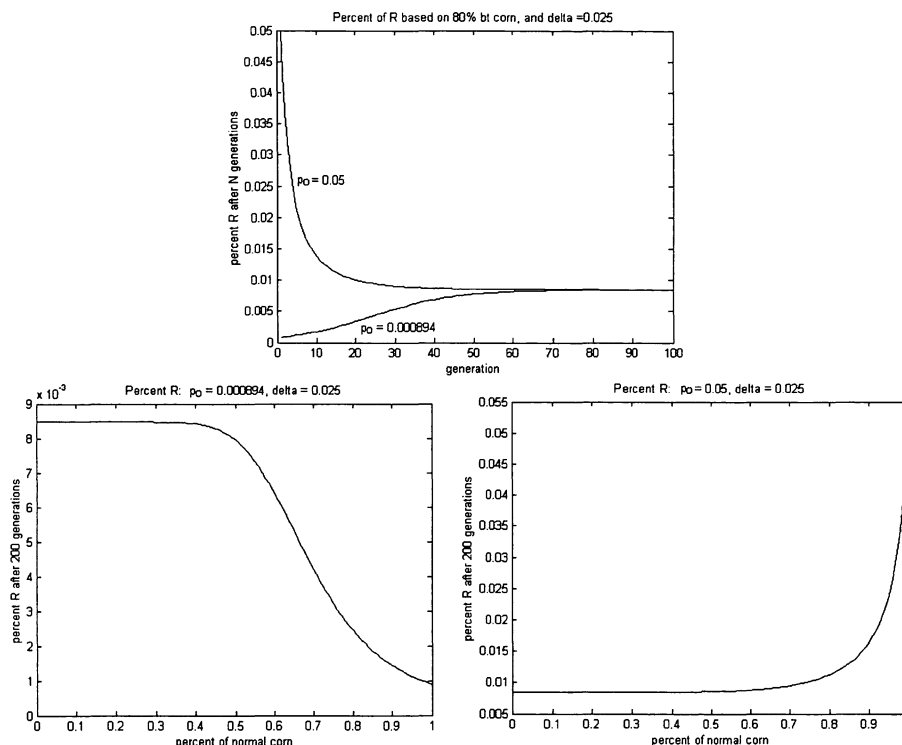 Percent of R based on 80% bt corn, and delta =0.025
percent R after N generations
0.05
0.045
0.04
0.035
0.03
0.025
0.02
0.015
0.01
0.005
0
po = 0.05
po = 0.000894
0 10 20 30 40 50 60 70 80 90 100
generation
Percent R: po = 0.000894, delta = 0.025
x 10-3
percent R after 200 generations
9
8
7
6
5
4
3
2
1
0
0 0.1 0.2 0.3 0.4 0.5 0.6 0.7 0.8 0.9 1
percent of normal corn
Percent R: po = 0.05, delta = 0.025
percent R after 200 generations
0.055
0.05
0.045
0.04
0.035
0.03
0.025
0.02
0.015
0.010
0.005
0 0.1 0.2 0.3 0.4 0.5 0.6 0.7 0.8 0.9
percent of normal corn